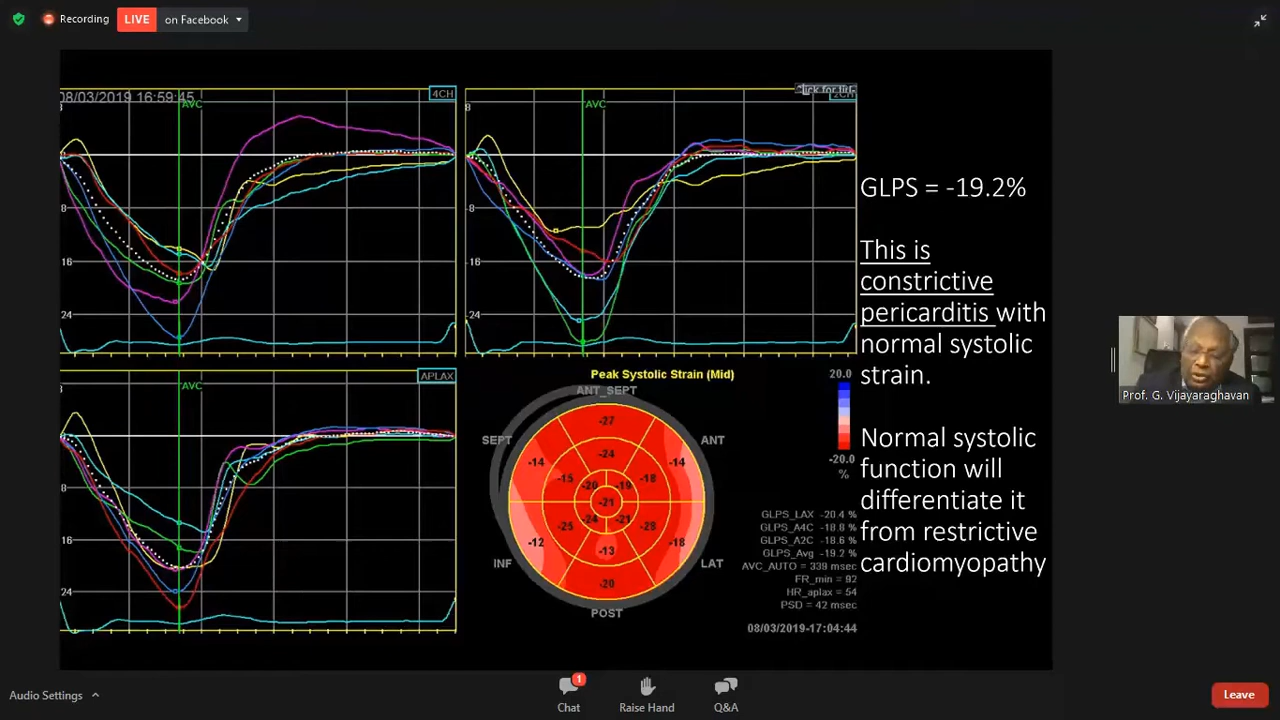 Recording
LIVE
on Facebook
08/03/2019 16:59:45
4CH
AVC
8
16
24
Click for title
2CH
AVC
8
8
16
24
GLPS = -19.2%
This is
constrictive
pericarditis with
normal systolic
strain.
Normal systolic
function will
differentiate it
from restrictive
cardiomyopathy
Prof. G. Vijayaraghavan
APLAX
AVC
8
16
24
Peak Systolic Strain (Mid)
ANT_SEPT
SEPT
ANT
INF
LAT
POST
-27
-24
-14
-14
-15
-20
-19
-18
-21
-25
-24
-21
-28
-12
-18
-13
-20
20.0
-20.0
%
GLPS_LAX = -20.4 %
GLPS_A4C = -18.8 %
GLPS_A2C = -18.6 %
GLPS_Avg = -19.2 %
AVC_AUTO = 339 msec
FR_min = 92
HR_aplax = 54
PSD = 42 msec
08/03/2019-17:04:44
Audio Settings
1
Chat
Raise Hand
Q&A
Leave